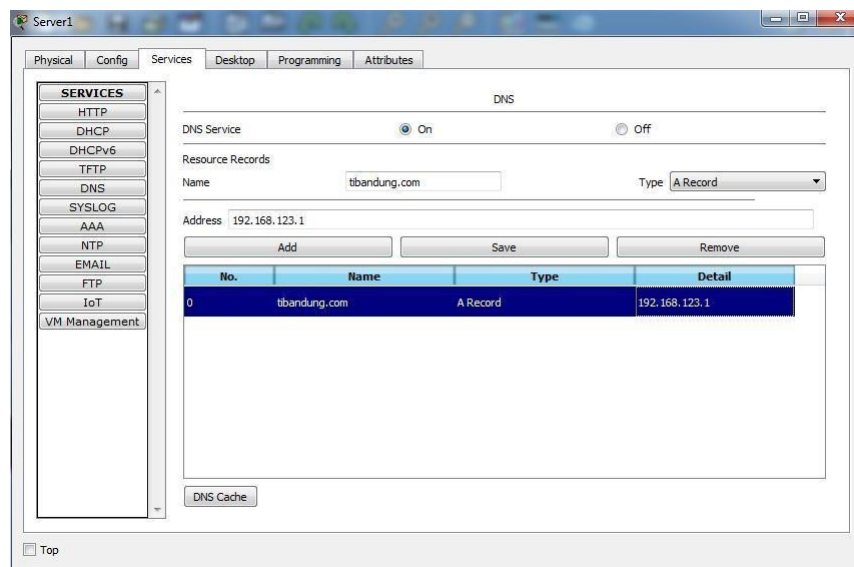 Server1
Physical Config Services Desktop Programming Attributes
SERVICES
HTTP
DHCP
DHCPv6
TFTP
DNS
SYSLOG
AAA
NTP
EMAIL
FTP
IoT
VM Management
DNS
DNS Service On Off
Resource Records
Name tibandung.com Type A Record
Address 192.168.123.1
Add Save Remove
No. Name Type Detail
0 tibandung.com A Record 192.168.123.1
DNS Cache
Top